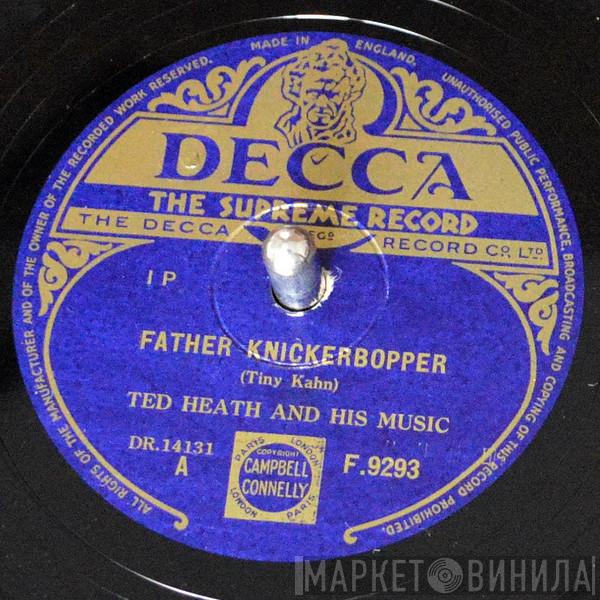 MADE IN ENGLAND.
ALL RIGHTS OF THE MANUFACTURER AND OF THE OWNER OF THE RECORDED WORK RESERVED.
UNAUTHORISED PUBLIC PERFORMANCE, BROADCASTING AND COPYING OF THIS RECORD PROHIBITED.
DECCA
THE SUPREME RECORD
THE DECCA REGD RECORD CO LTD
1 P
FATHER KNICKERBOPPER
(Tiny Kahn)
TED HEATH AND HIS MUSIC
DR.14131
A
PARIS LONDON
COPYRIGHT
CAMPBELL
CONNELLY
LONDON PARIS
F.9293
МАРКЕТ ВИНИЛА